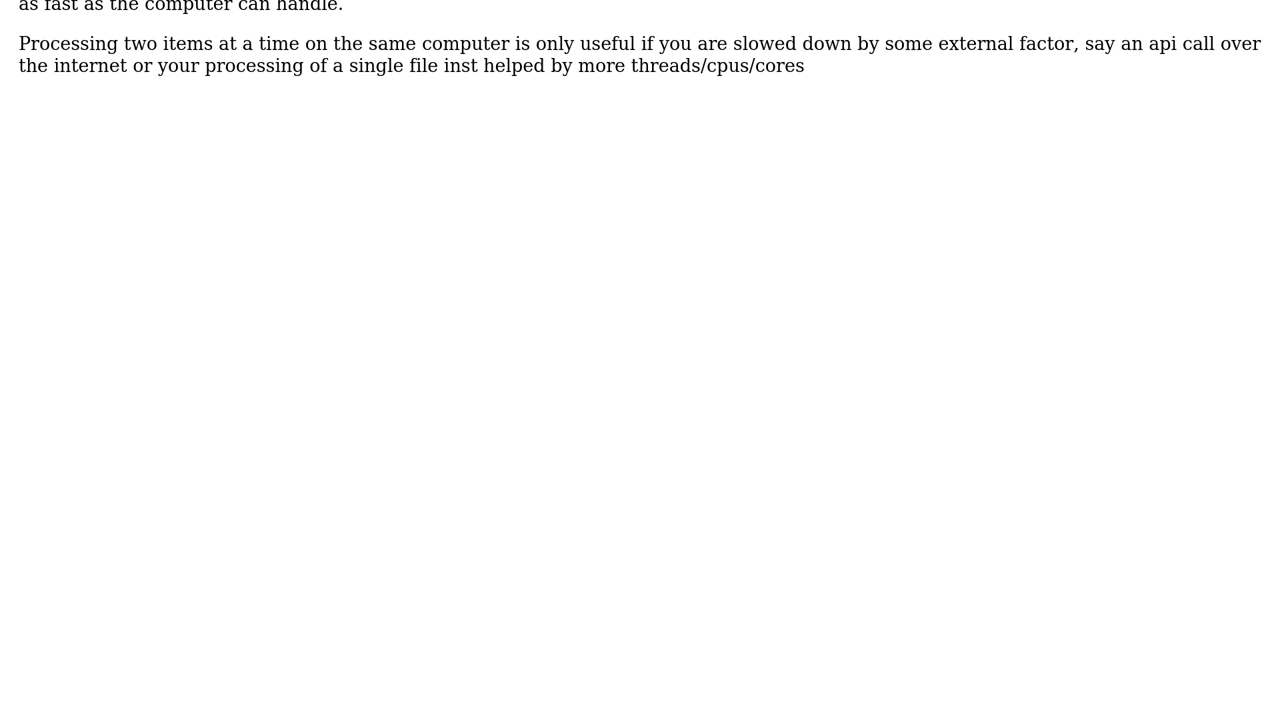 as fast as the computer can handle.
Processing two items at a time on the same computer is only useful if you are slowed down by some external factor, say an api call over
the internet or your processing of a single file inst helped by more threads/cpus/cores